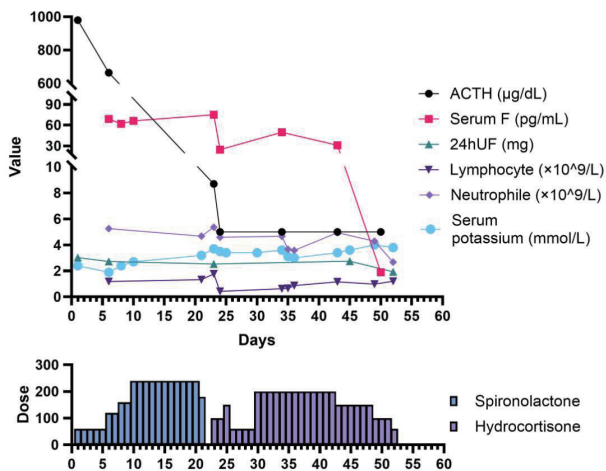 1000
800
600
90
60
30
10
8
6
4
2
0
Value
0 5 10 15 20 25 30 35 40 45 50 55 60
Days
ACTH (µg/dL)
Serum F (pg/mL)
24hUF (mg)
Lymphocyte (×10^9/L)
Neutrophile (×10^9/L)
Serum
potassium (mmol/L)
300
200
100
0
Dose
0 5 10 15 20 25 30 35 40 45 50 55 60
Spironolactone
Hydrocortisone